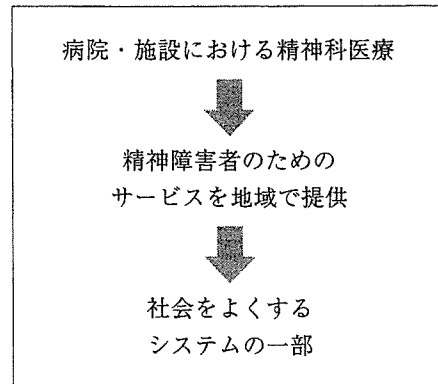 病院・施設における精神科医療
精神障害者のための
サービスを地域で提供
社会をよくする
システムの一部